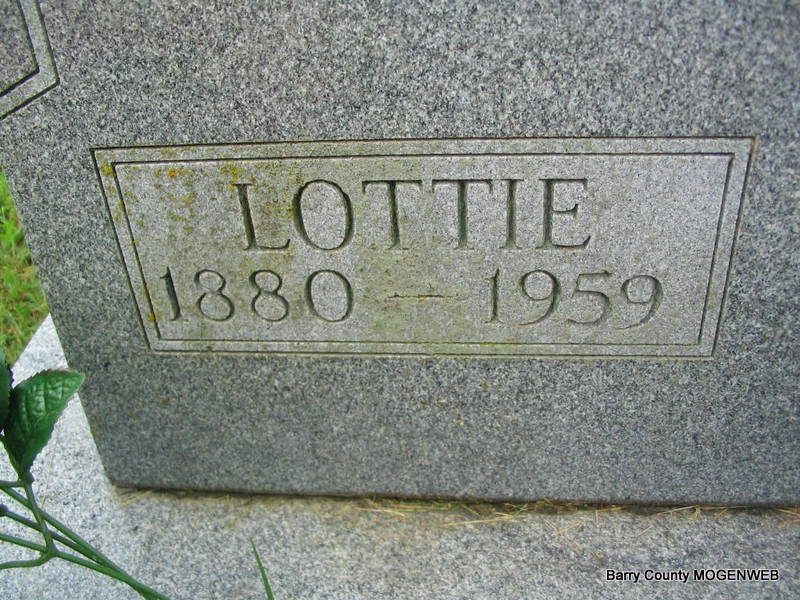 LOTTIE
1880 — 1959
Barry County MOGENWEB